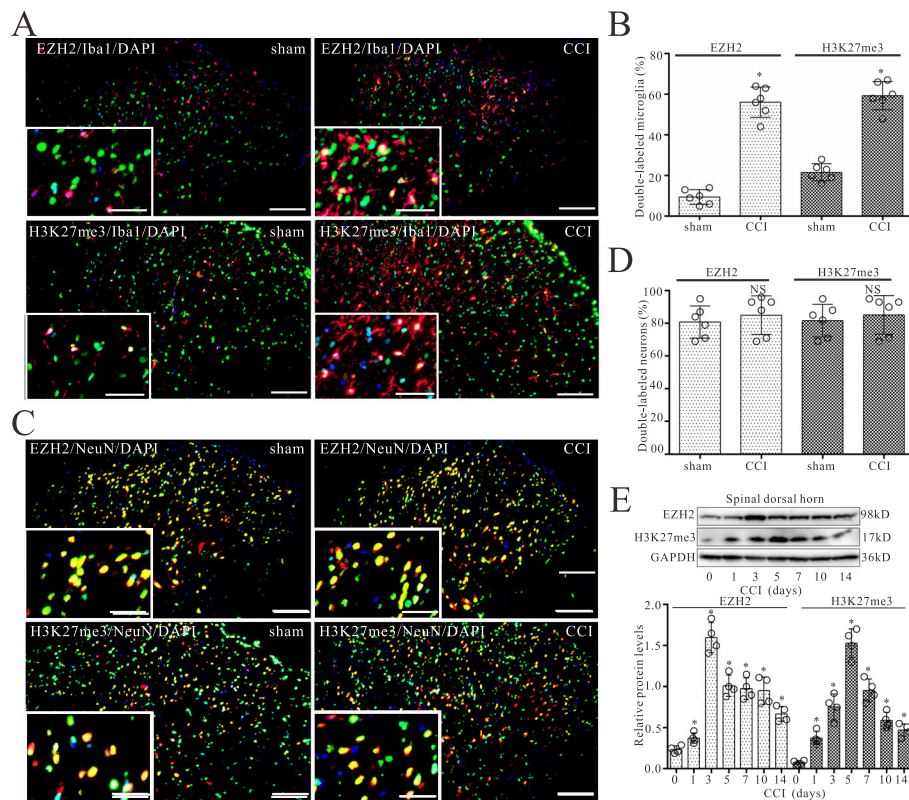 A
EZH2/Iba1/DAPI sham
EZH2/Iba1/DAPI CCI
H3K27me3/Iba1/DAPI sham
H3K27me3/Iba1/DAPI CCI
B
EZH2 H3K27me3
Double-labeled microglia (%)
80
60
40
20
00
* *
sham CCI sham CCI
C
EZH2/NeuN/DAPI sham
EZH2/NeuN/DAPI CCI
H3K27me3/NeuN/DAPI sham
H3K27me3/NeuN/DAPI CCI
D
EZH2 H3K27me3
NS NS
Double-labeled neurons (%)
100
80
60
40
20
00
sham CCI sham CCI
E
Spinal dorsal horn
EZH2 98kD
H3K27me3 17kD
GAPDH 36kD
0 1 3 5 7 10 14
CCI (days)
EZH2 H3K27me3
Relative protein levels
2.0
1.5
1.0
0.5
0.0
* * * * * * * * * * * *
0 1 3 5 7 10 14 0 1 3 5 7 10 14
CCI (days)